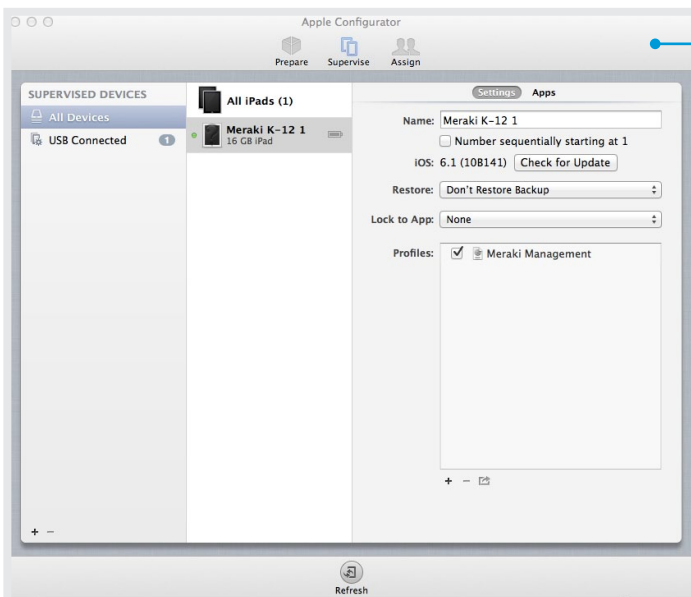 Apple Configurator
Prepare Supervise Assign
SUPERVISED DEVICES
All Devices
USB Connected 1
All iPads (1)
Meraki K-12 1
16 GB iPad
Settings Apps
Name: Meraki K-12 1
Number sequentially starting at 1
iOS: 6.1 (10B141) Check for Update
Restore: Don't Restore Backup
Lock to App: None
Profiles: Meraki Management
Refresh